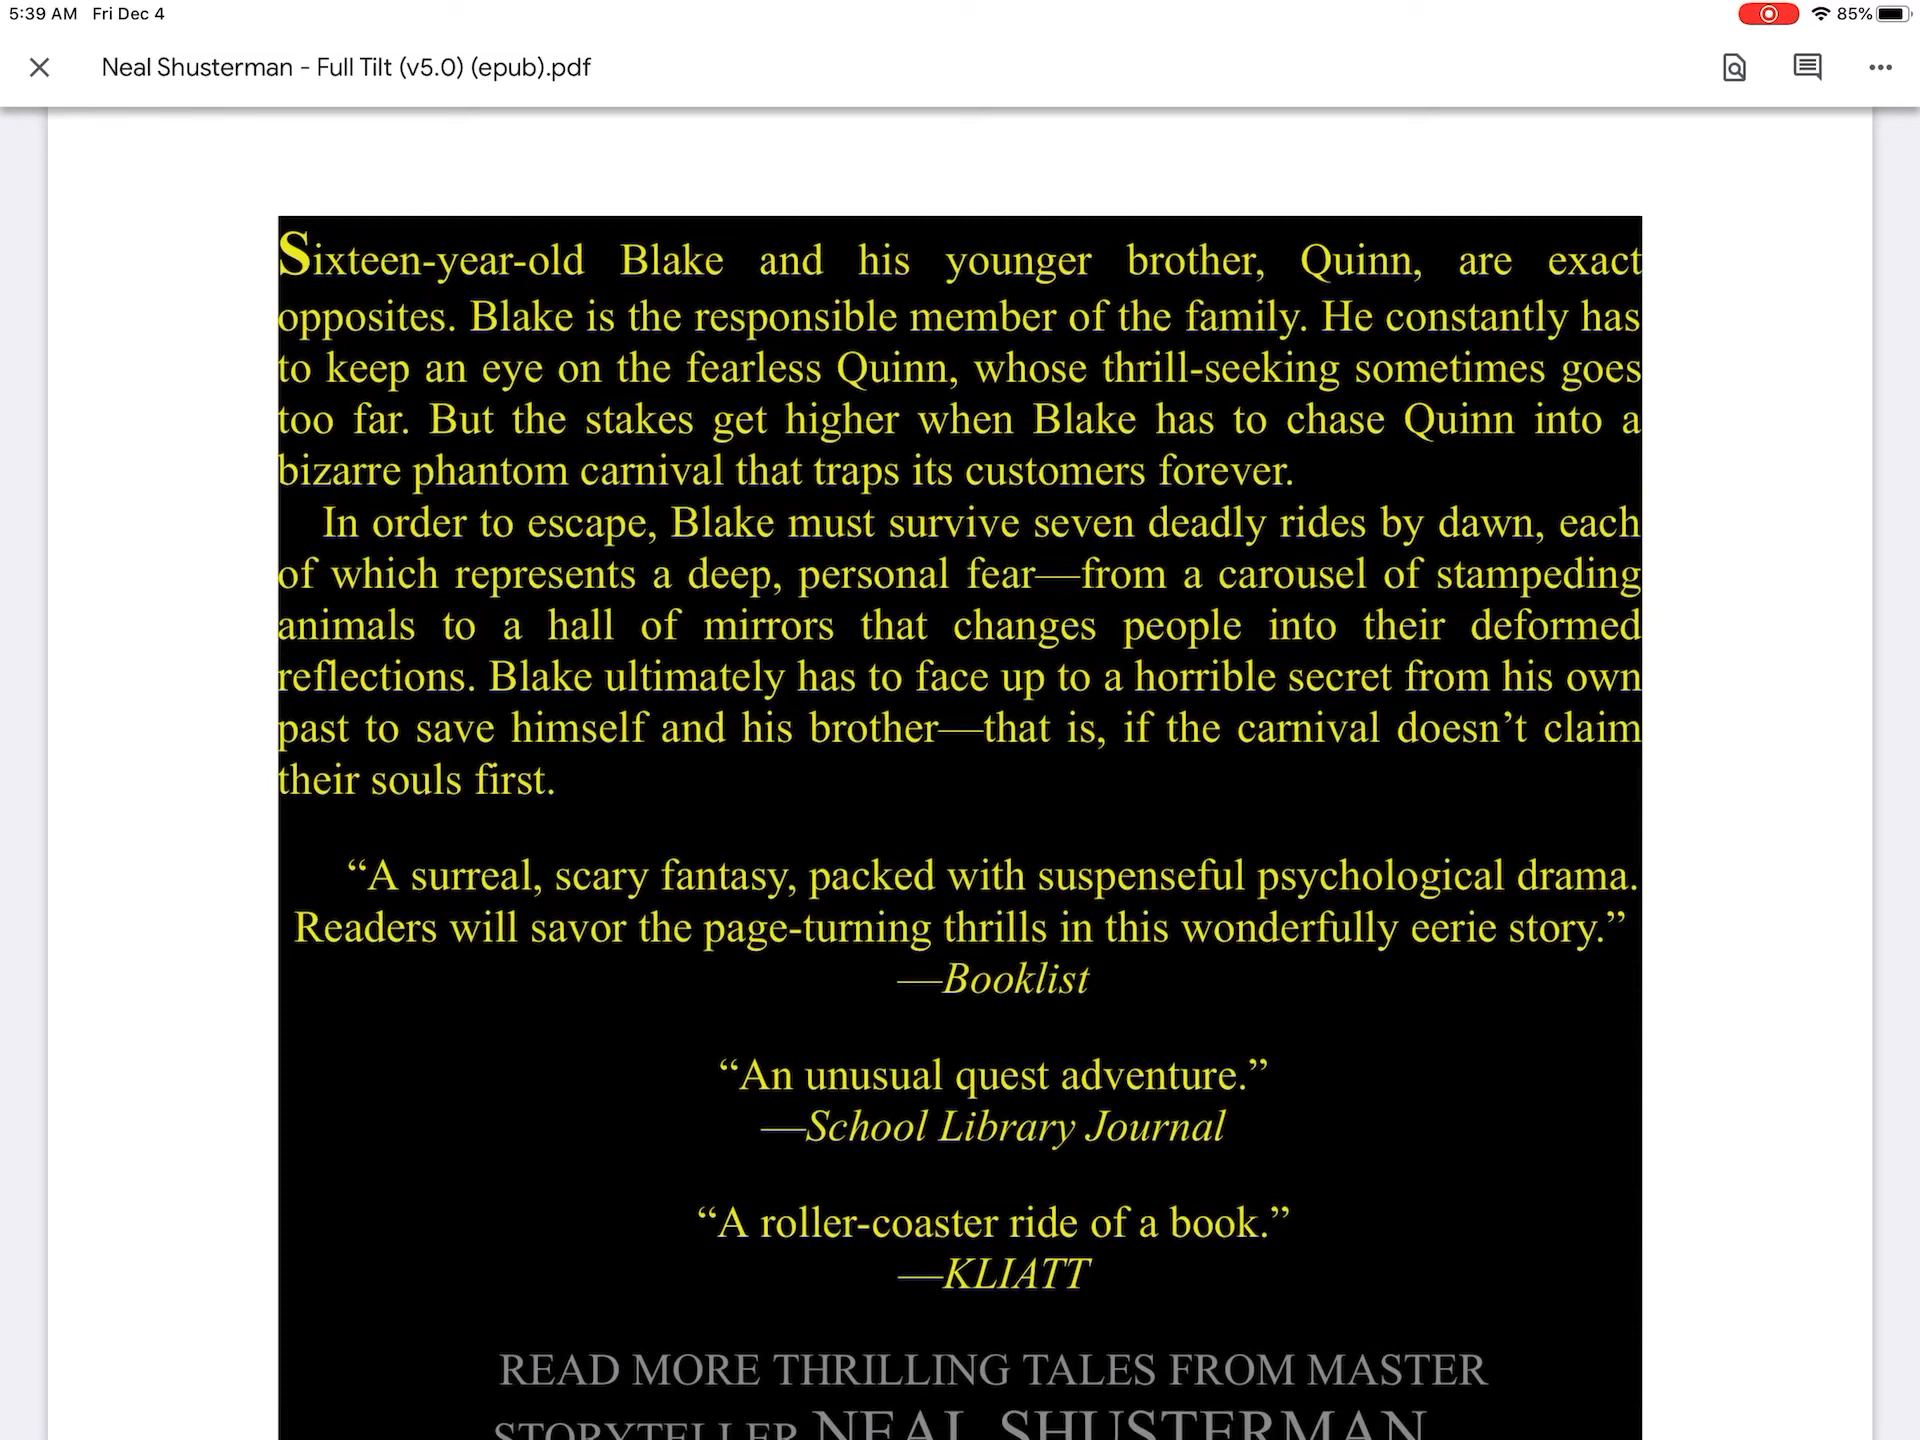 5:39 AM Fri Dec 4 85%
Neal Shusterman - Full Tilt (v5.0) (epub).pdf
Sixteen-year-old Blake and his younger brother, Quinn, are exact
opposites. Blake is the responsible member of the family. He constantly has
to keep an eye on the fearless Quinn, whose thrill-seeking sometimes goes
too far. But the stakes get higher when Blake has to chase Quinn into a
bizarre phantom carnival that traps its customers forever.
In order to escape, Blake must survive seven deadly rides by dawn, each
of which represents a deep, personal fear—from a carousel of stampeding
animals to a hall of mirrors that changes people into their deformed
reflections. Blake ultimately has to face up to a horrible secret from his own
past to save himself and his brother—that is, if the carnival doesn’t claim
their souls first.
“A surreal, scary fantasy, packed with suspenseful psychological drama.
Readers will savor the page-turning thrills in this wonderfully eerie story.”
—Booklist
“An unusual quest adventure.”
—School Library Journal
“A roller-coaster ride of a book.”
—KLIATT
READ MORE THRILLING TALES FROM MASTER
STORYTELLER NEAL SHUSTERMAN